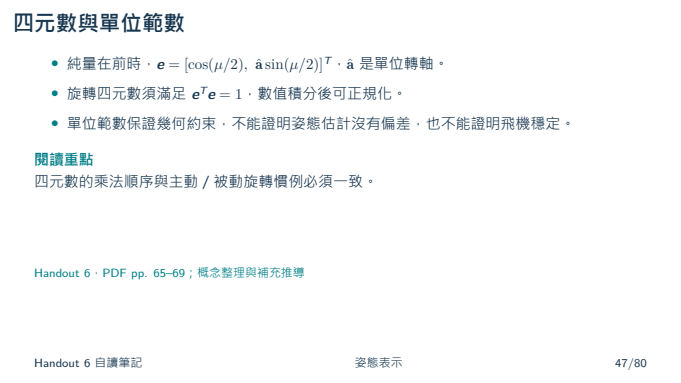 四元數與單位範數
• 純量在前時，e = [cos(μ/2), â sin(μ/2)]ᵀ，â 是單位轉軸。
• 旋轉四元數須滿足 eᵀe = 1，數值積分後可正規化。
• 單位範數保證幾何約束，不能證明姿態估計沒有偏差，也不能證明飛機穩定。
閱讀重點
四元數的乘法順序與主動 / 被動旋轉慣例必須一致。
Handout 6 · PDF pp. 65–69；概念整理與補充推導
Handout 6 自讀筆記 姿態表示 47/80